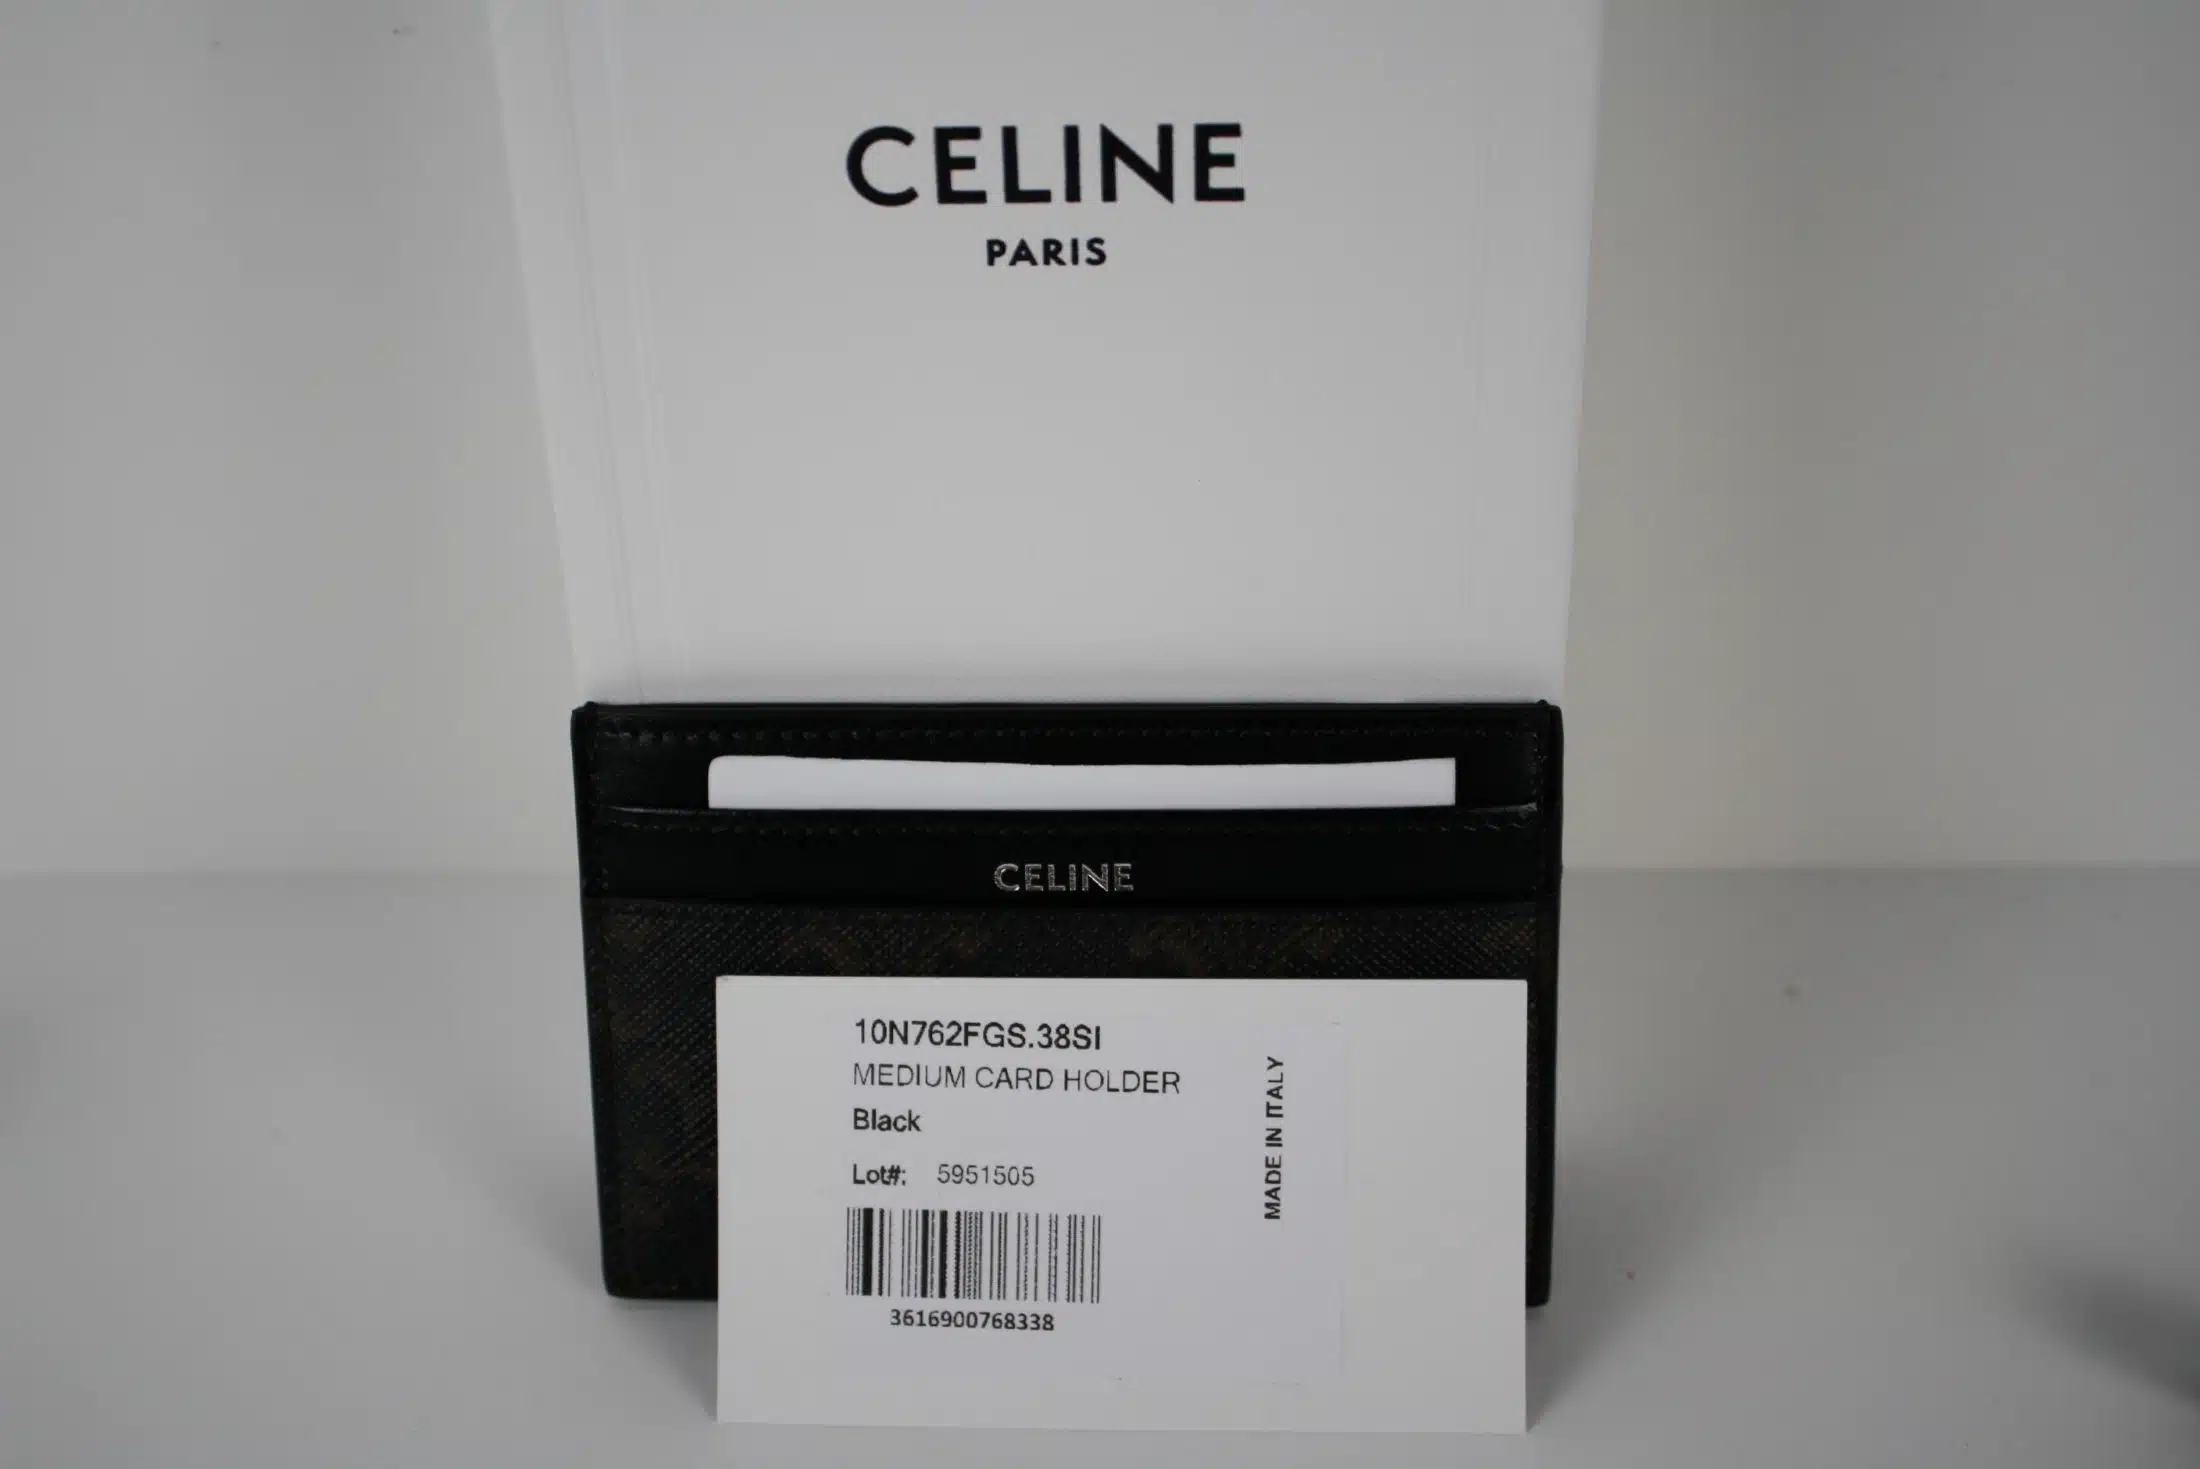 CELINE
PARIS
CELINE
10N762FGS.38SI
MEDIUM CARD HOLDER
Black
Lot#: 5951505
3616900768338
MADE IN ITALY